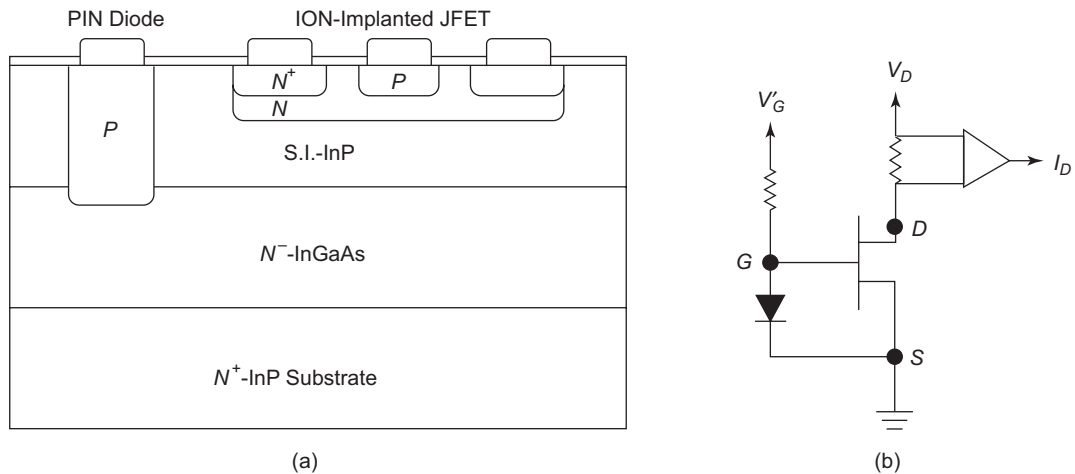 PIN Diode
ION-Implanted JFET
N⁺
P
N
P
S.I.-InP
N⁻-InGaAs
N⁺-InP Substrate
(a)
V′G
VD
ID
D
G
S
(b)